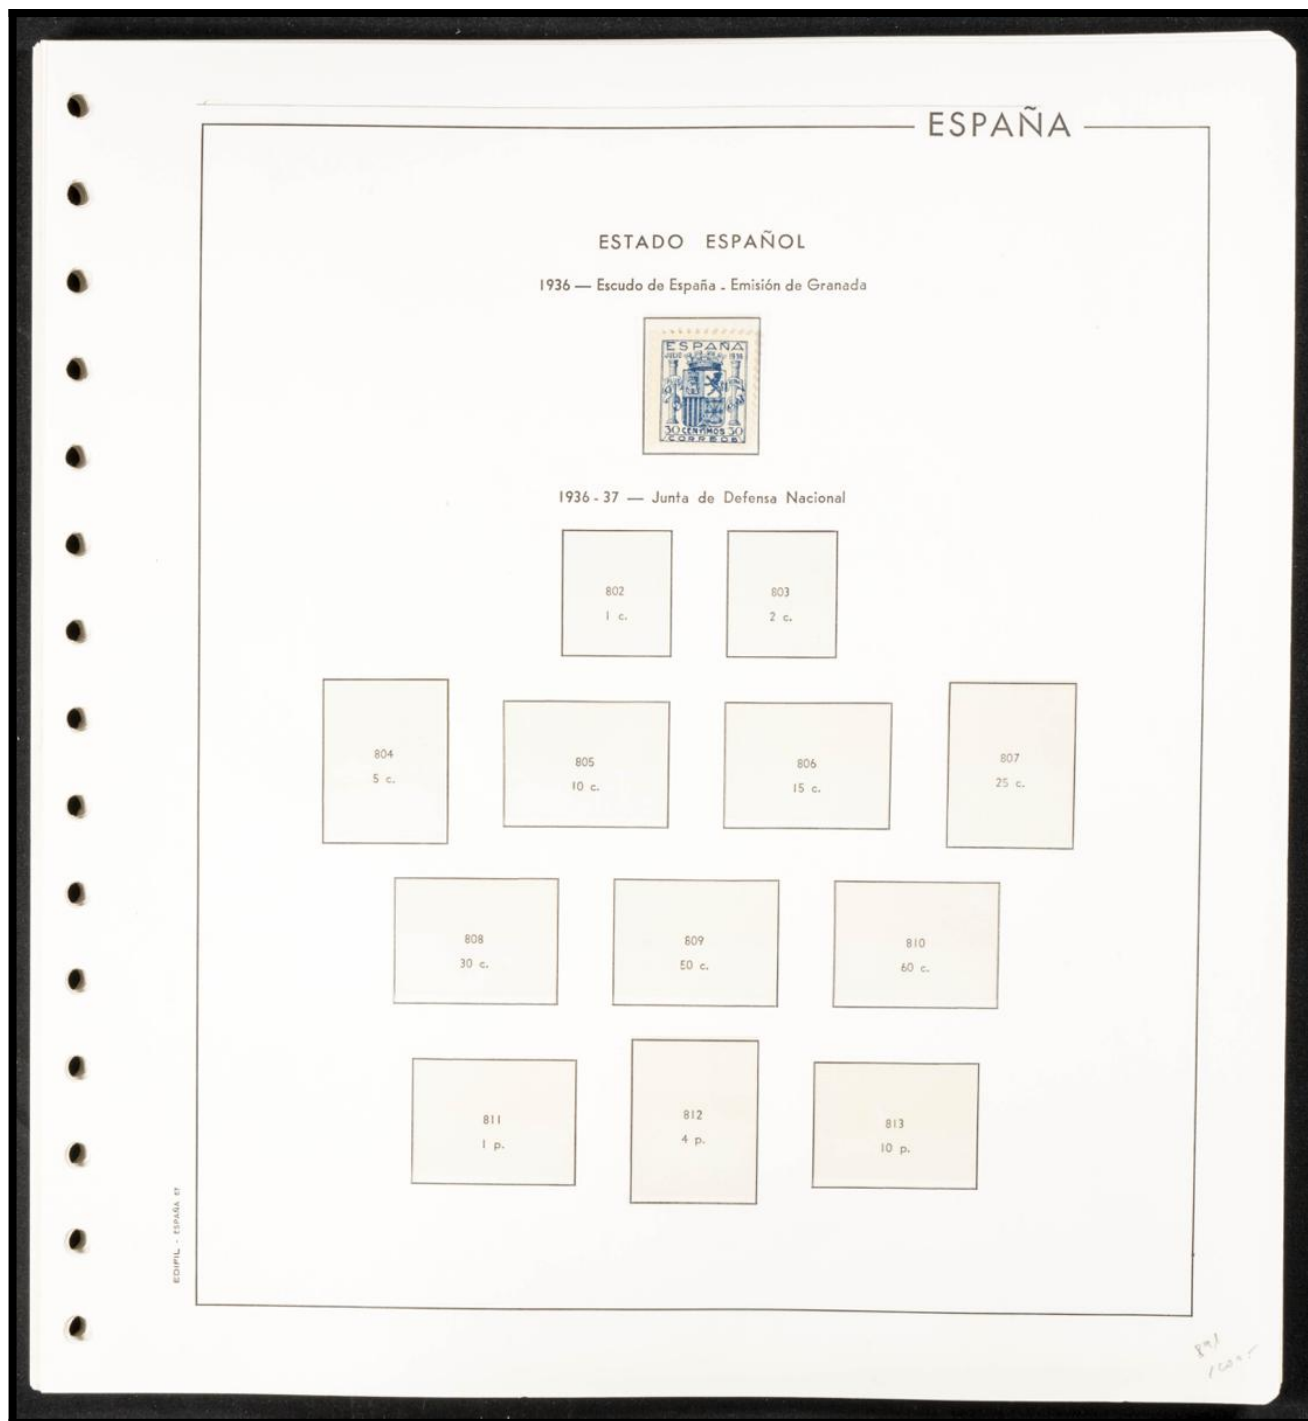 ESPAÑA
ESTADO ESPAÑOL
1936 — Escudo de España - Emisión de Granada
ESPAÑA
JULIO 1936
30 CENTIMOS 30
CORREOS
1936 - 37 — Junta de Defensa Nacional
802
1 c.
803
2 c.
804
5 c.
805
10 c.
806
15 c.
807
25 c.
808
30 c.
809
50 c.
810
60 c.
811
1 p.
812
4 p.
813
10 p.
EDIFIL - ESPAÑA 57